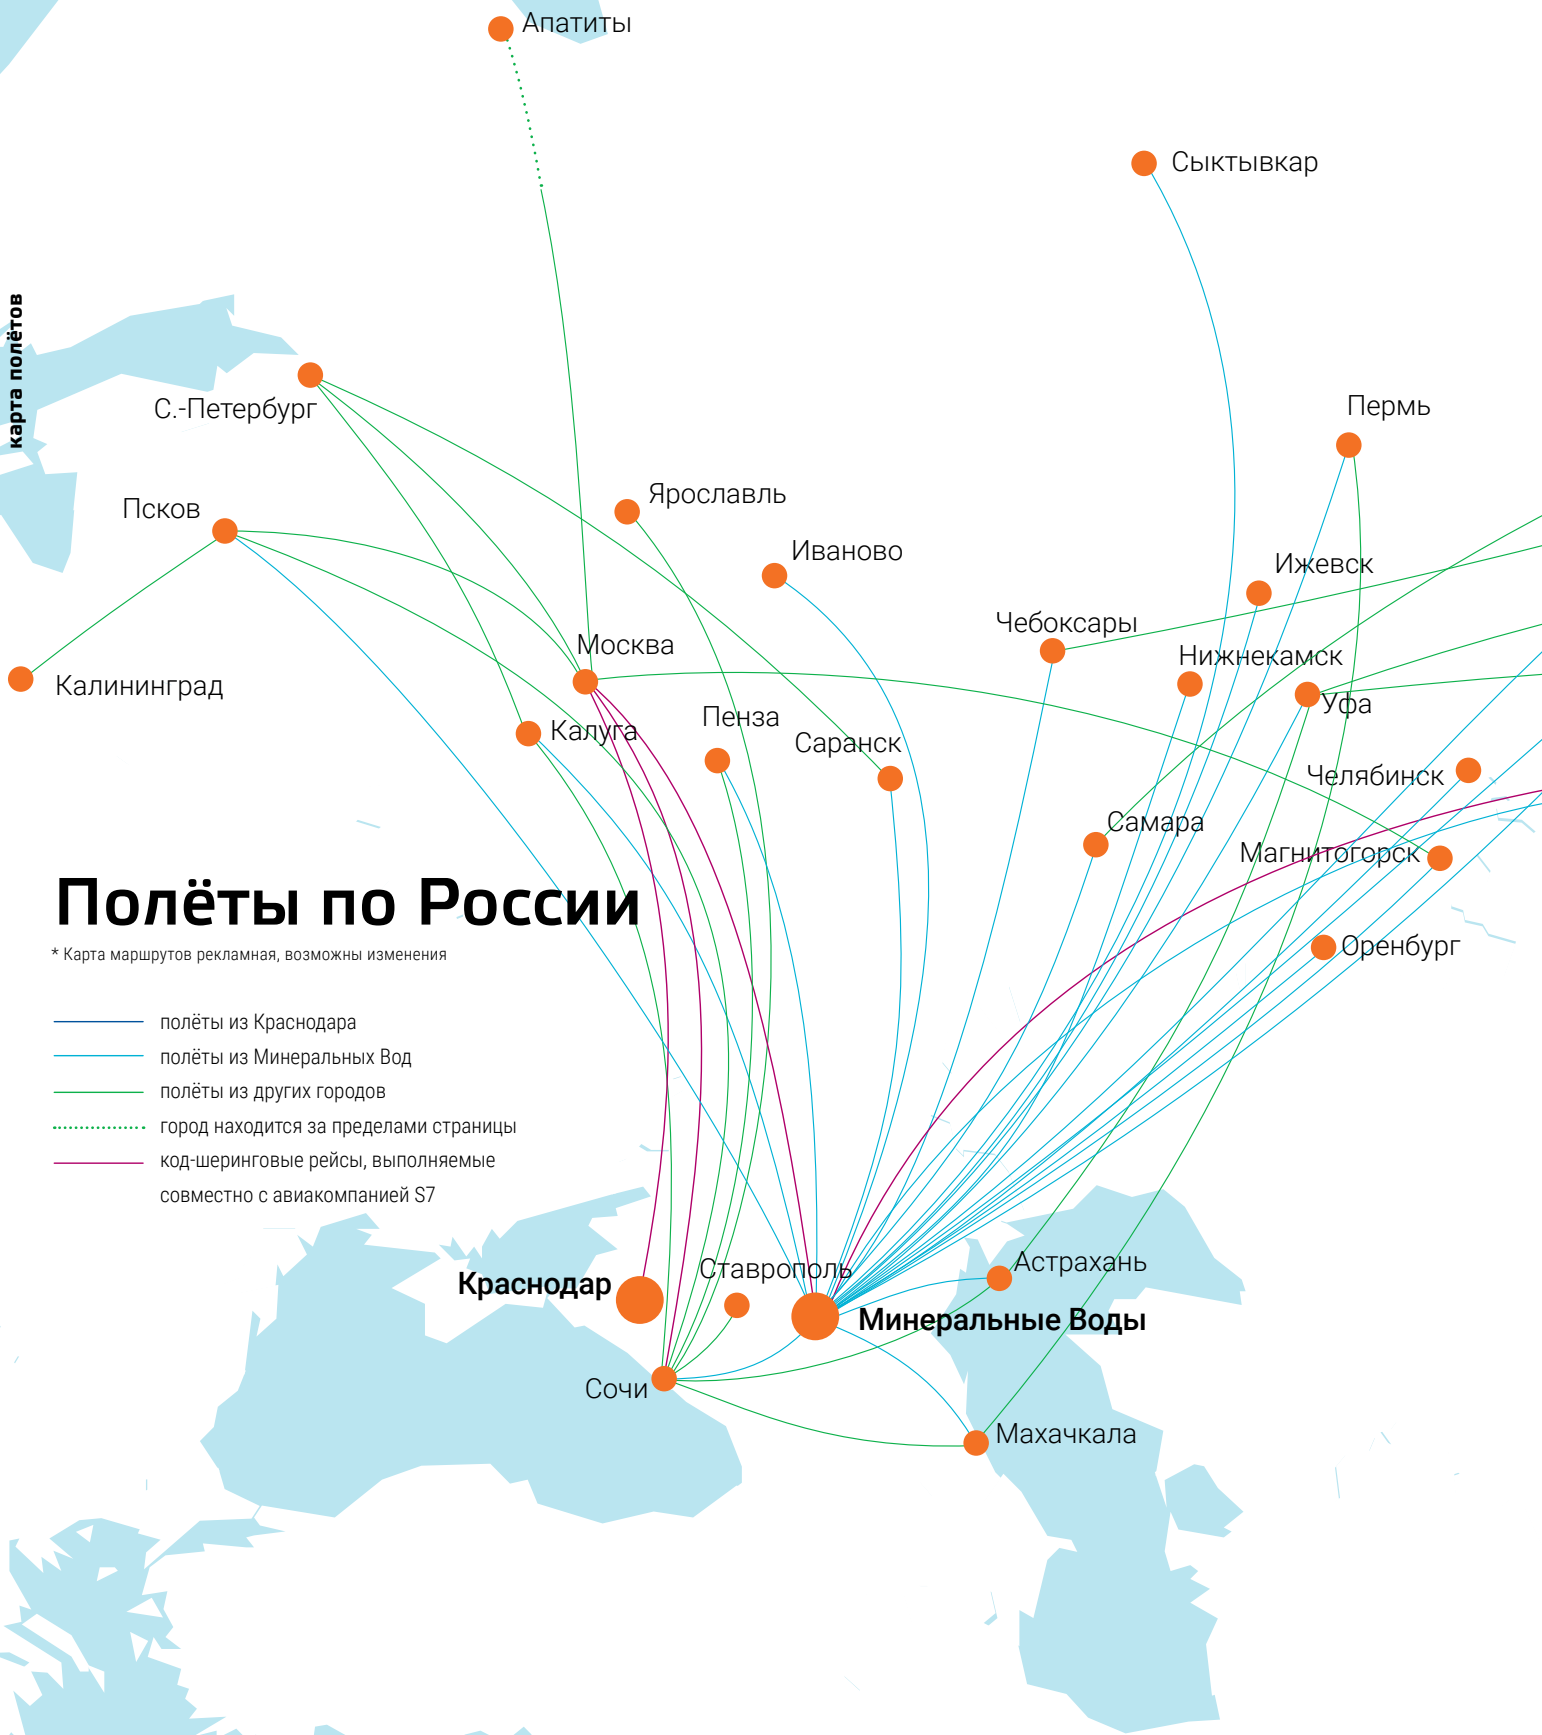 Апатиты
Сыктывкар
карта полётов
С.-Петербург
Пермь
Ярославль
Псков
Иваново
Ижевск
Чебоксары
Москва
Нижнекамск
Калининград
Уфа
Пенза
Калуга
Саранск
Челябинск
Самара
Магнитогорск
Полёты по России
Оренбург
* Карта маршрутов рекламная, возможны изменения
полёты из Краснодара
полёты из Минеральных Вод
полёты из других городов
город находится за пределами страницы
код-шеринговые рейсы, выполняемые
совместно с авиакомпанией S7
Астрахань
Ставрополь
Краснодар
Минеральные Воды
Сочи
Махачкала